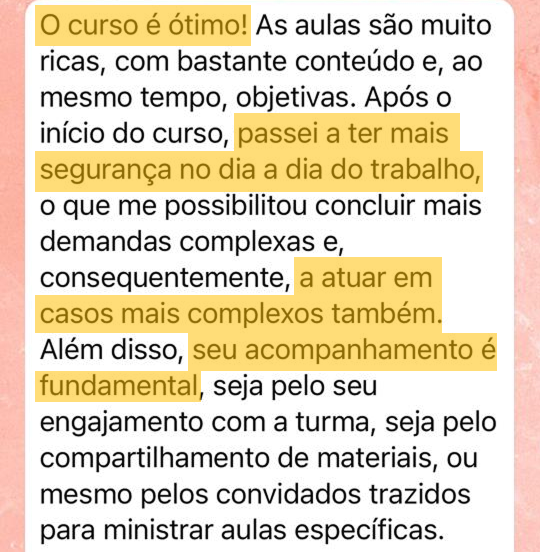 O curso é ótimo! As aulas são muito
ricas, com bastante conteúdo e, ao
mesmo tempo, objetivas. Após o
início do curso, passei a ter mais
segurança no dia a dia do trabalho,
o que me possibilitou concluir mais
demandas complexas e,
consequentemente, a atuar em
casos mais complexos também.
Além disso, seu acompanhamento é
fundamental, seja pelo seu
engajamento com a turma, seja pelo
compartilhamento de materiais, ou
mesmo pelos convidados trazidos
para ministrar aulas específicas.